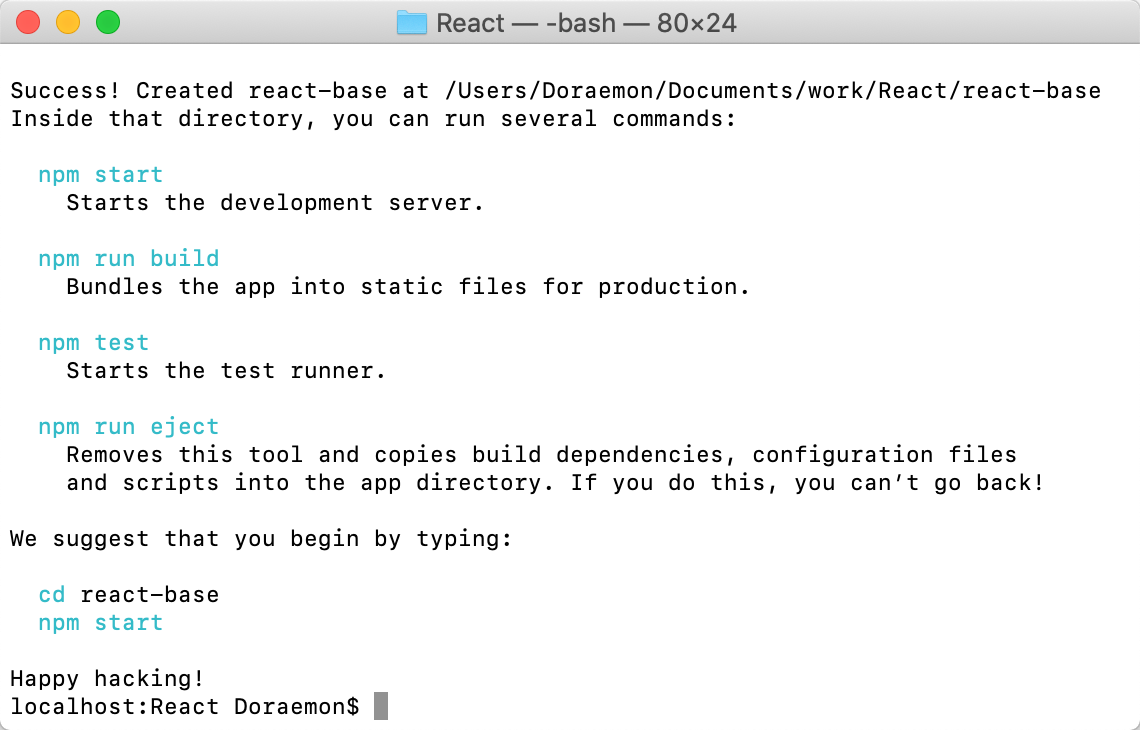 React — -bash — 80×24
Success! Created react-base at /Users/Doraemon/Documents/work/React/react-base
Inside that directory, you can run several commands:
npm start
Starts the development server.
npm run build
Bundles the app into static files for production.
npm test
Starts the test runner.
npm run eject
Removes this tool and copies build dependencies, configuration files
and scripts into the app directory. If you do this, you can’t go back!
We suggest that you begin by typing:
cd react-base
npm start
Happy hacking!
localhost:React Doraemon$